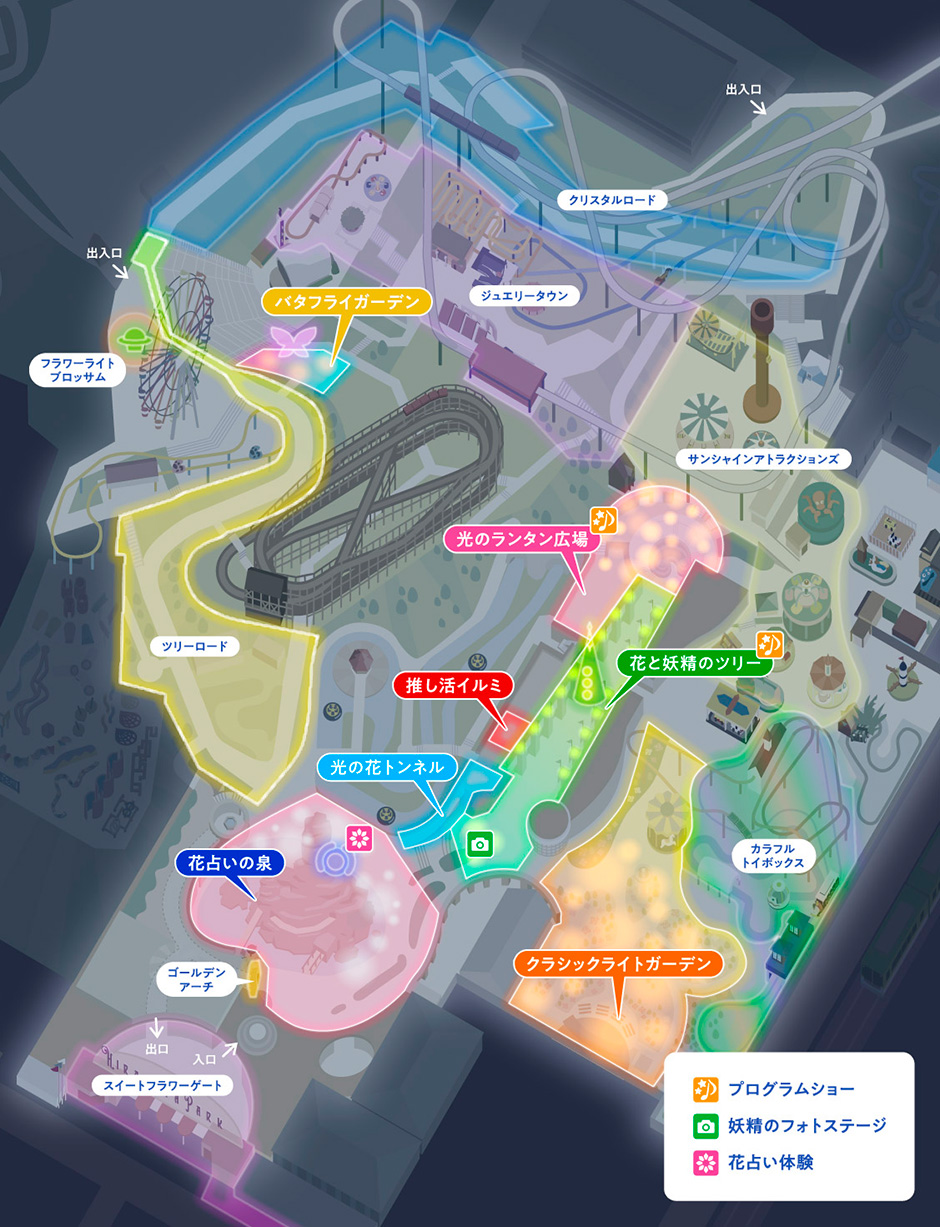 出入口
クリスタルロード
出入口
ジュエリータウン
バタフライガーデン
フラワーライト
ブロッサム
サンシャインアトラクションズ
光のランタン広場
ツリーロード
花と妖精のツリー
推し活イルミ
光の花トンネル
カラフル
トイボックス
花占いの泉
クラシックライトガーデン
ゴールデン
アーチ
出口
入口
スイートフラワーゲート
プログラムショー
妖精のフォトステージ
花占い体験